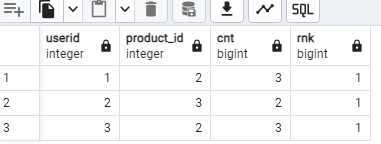 SQL
userid product_id cnt rnk
integer integer bigint bigint
1 1 2 3 1
2 2 3 2 1
3 3 2 3 1